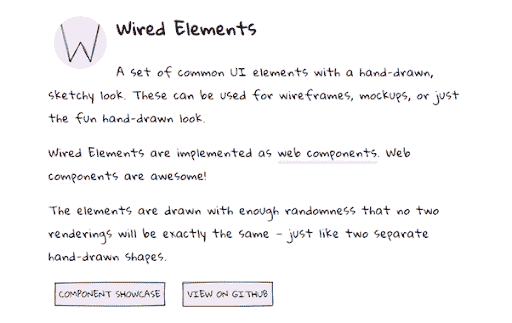 W
Wired Elements
A set of common UI elements with a hand-drawn,
sketchy look. These can be used for wireframes, mockups, or just
the fun hand-drawn look.
Wired Elements are implemented as web components. Web
components are awesome!
The elements are drawn with enough randomness that no two
renderings will be exactly the same - just like two separate
hand-drawn shapes.
COMPONENT SHOWCASE VIEW ON GITHUB